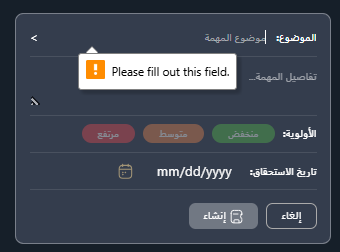 الموضوع: موضوع المهمة <
Please fill out this field.
تفاصيل المهمة...
الأولوية: منخفض متوسط مرتفع
تاريخ الاستحقاق: mm/dd/yyyy
إلغاء إنشاء